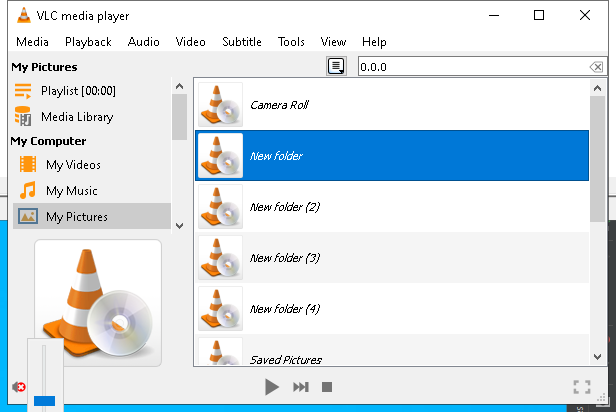 VLC media player
Media Playback Audio Video Subtitle Tools View Help
My Pictures
0.0.0
Playlist [00:00]
Media Library
My Computer
My Videos
My Music
My Pictures
Camera Roll
New folder
New folder (2)
New folder (3)
New folder (4)
Saved Pictures